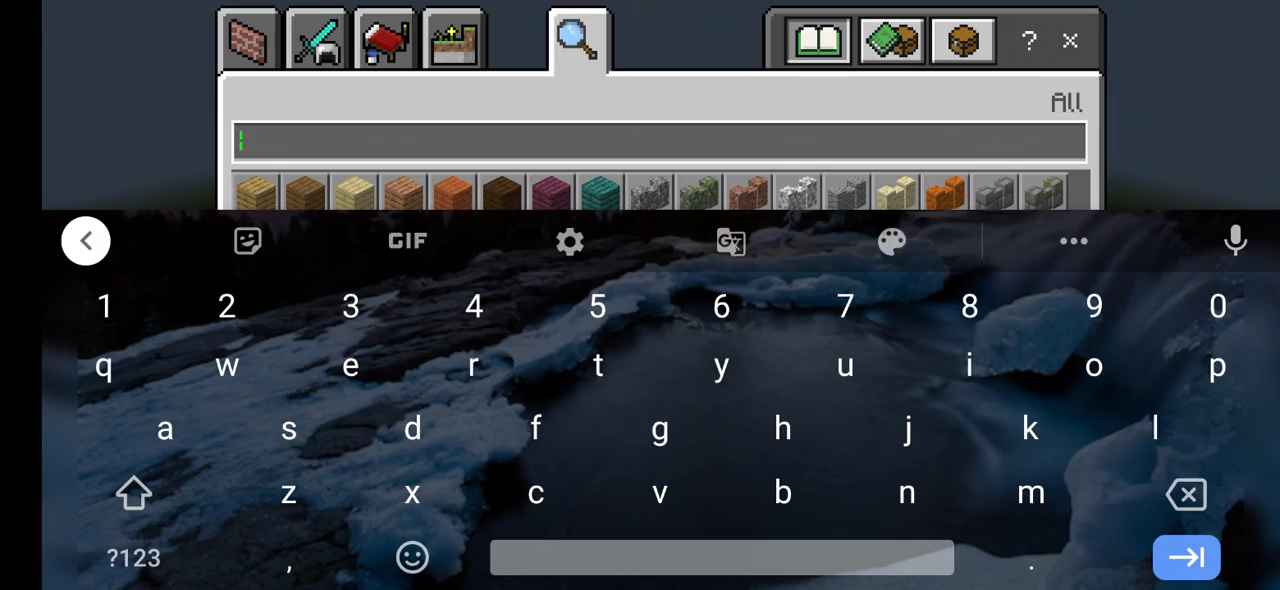 ?
All
GIF
1 2 3 4 5 6 7 8 9 0
q w e r t y u i o p
a s d f g h j k l
z x c v b n m
?123 , .